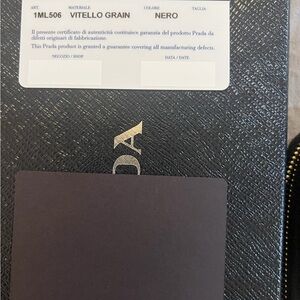 ART. MATERIALE COLORE TAGLIA
1ML506 VITELLO GRAIN NERO
Il presente certificato di autenticità costituisce garanzia del prodotto Prada da
difetti originari di fabbricazione.
This Prada product is granted a guarantee covering all manufacturing defects.
NEGOZIO / SHOP DATA / DATE
DA